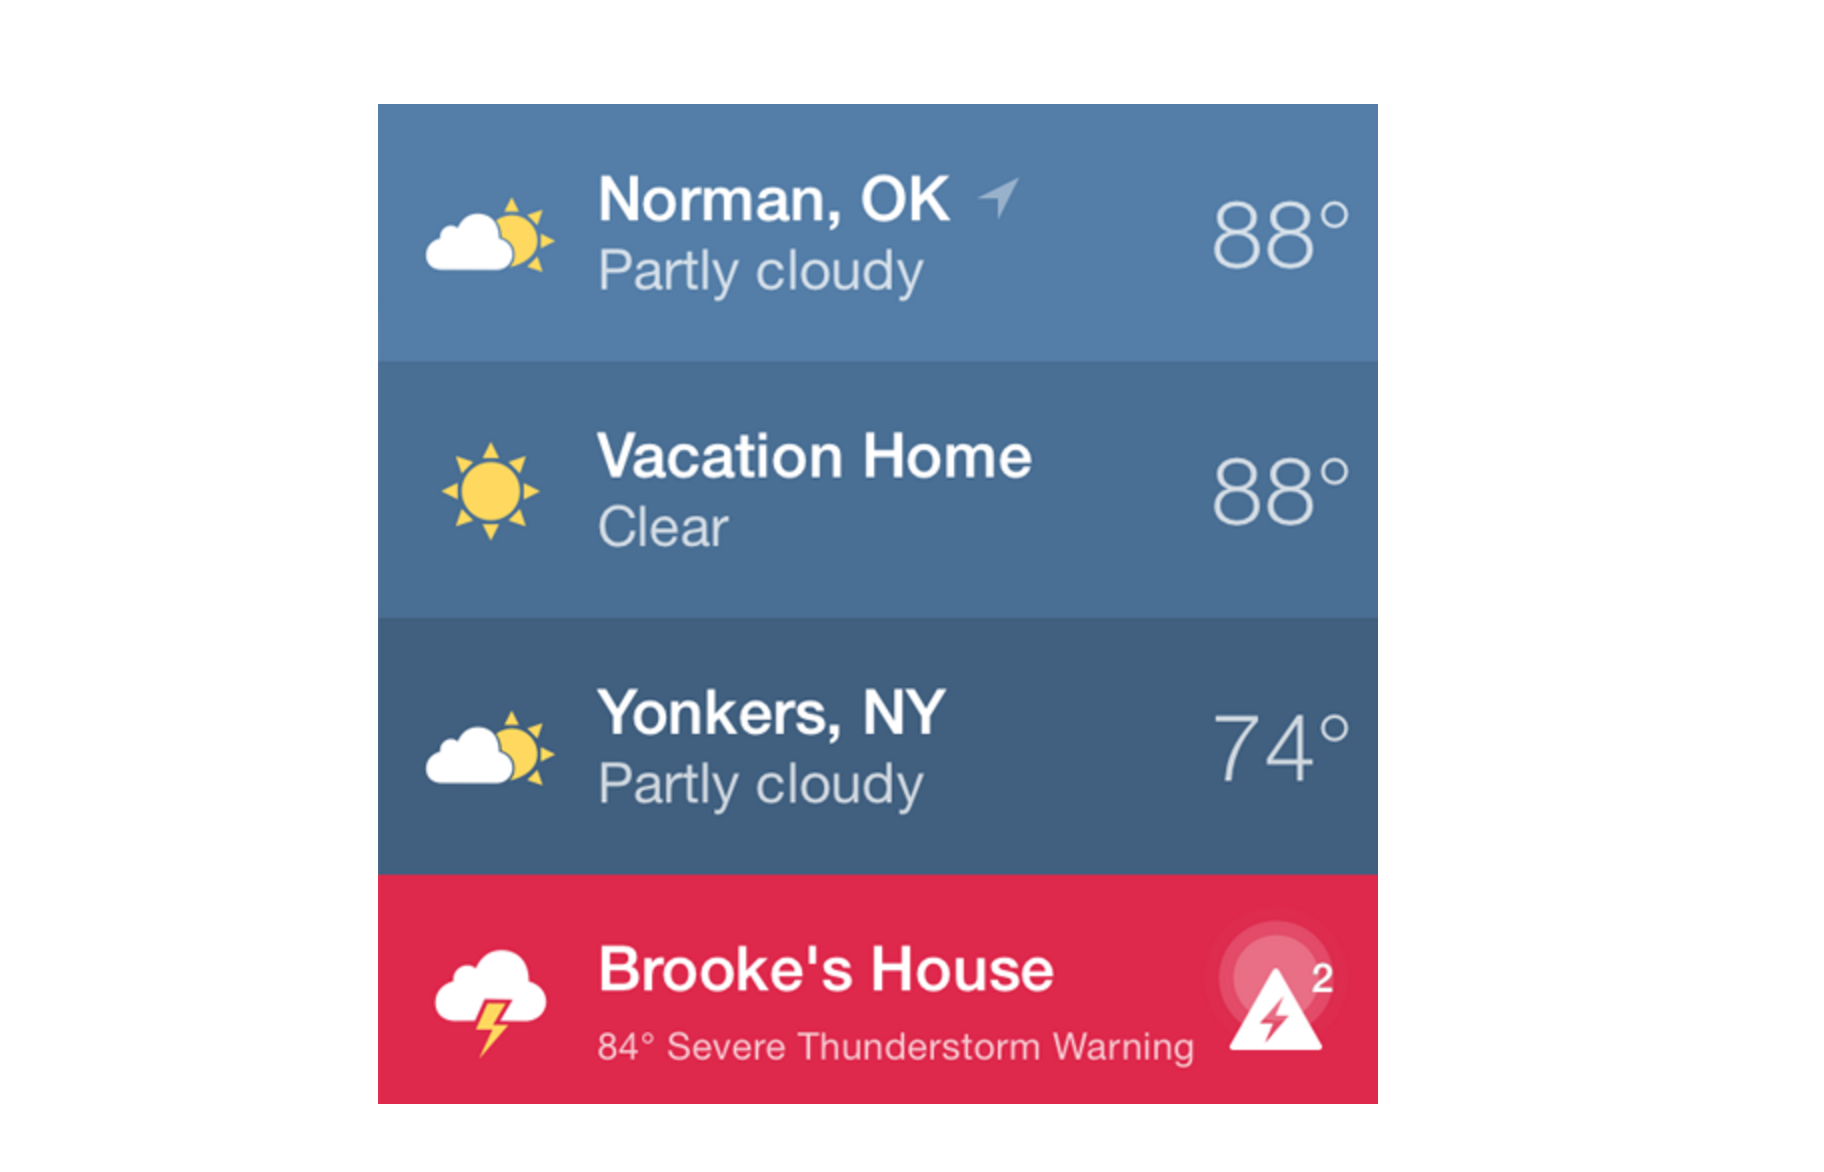 Norman, OK
Partly cloudy
88°
Vacation Home
Clear
88°
Yonkers, NY
Partly cloudy
74°
Brooke's House
84° Severe Thunderstorm Warning
2